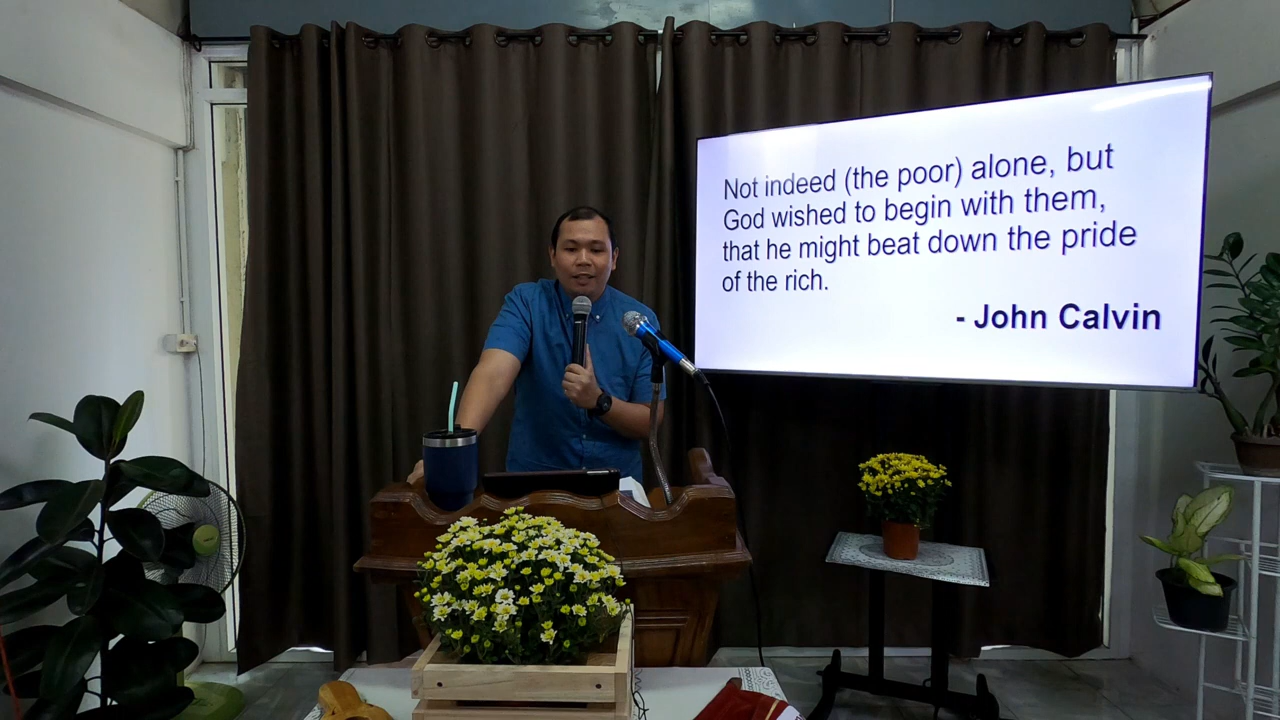 Not indeed (the poor) alone, but
God wished to begin with them,
that he might beat down the pride
of the rich.
- John Calvin